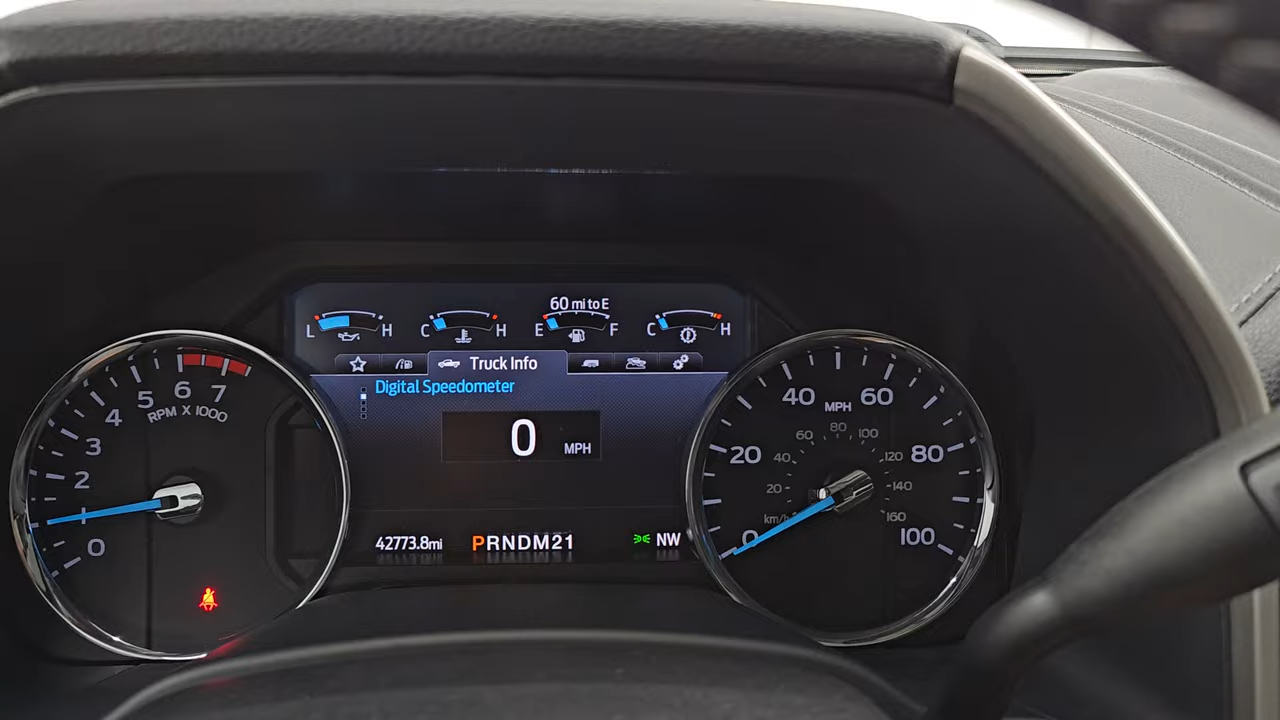 60 mi to E
L H C H E F C H
Truck Info
Digital Speedometer
0 MPH
42773.8mi PRNDM21 NW
0 2 3 4 5 6 7
RPM X 1000
0 20 40 60 80 100
MPH
20 40 60 80 100 120 140 160
km/h